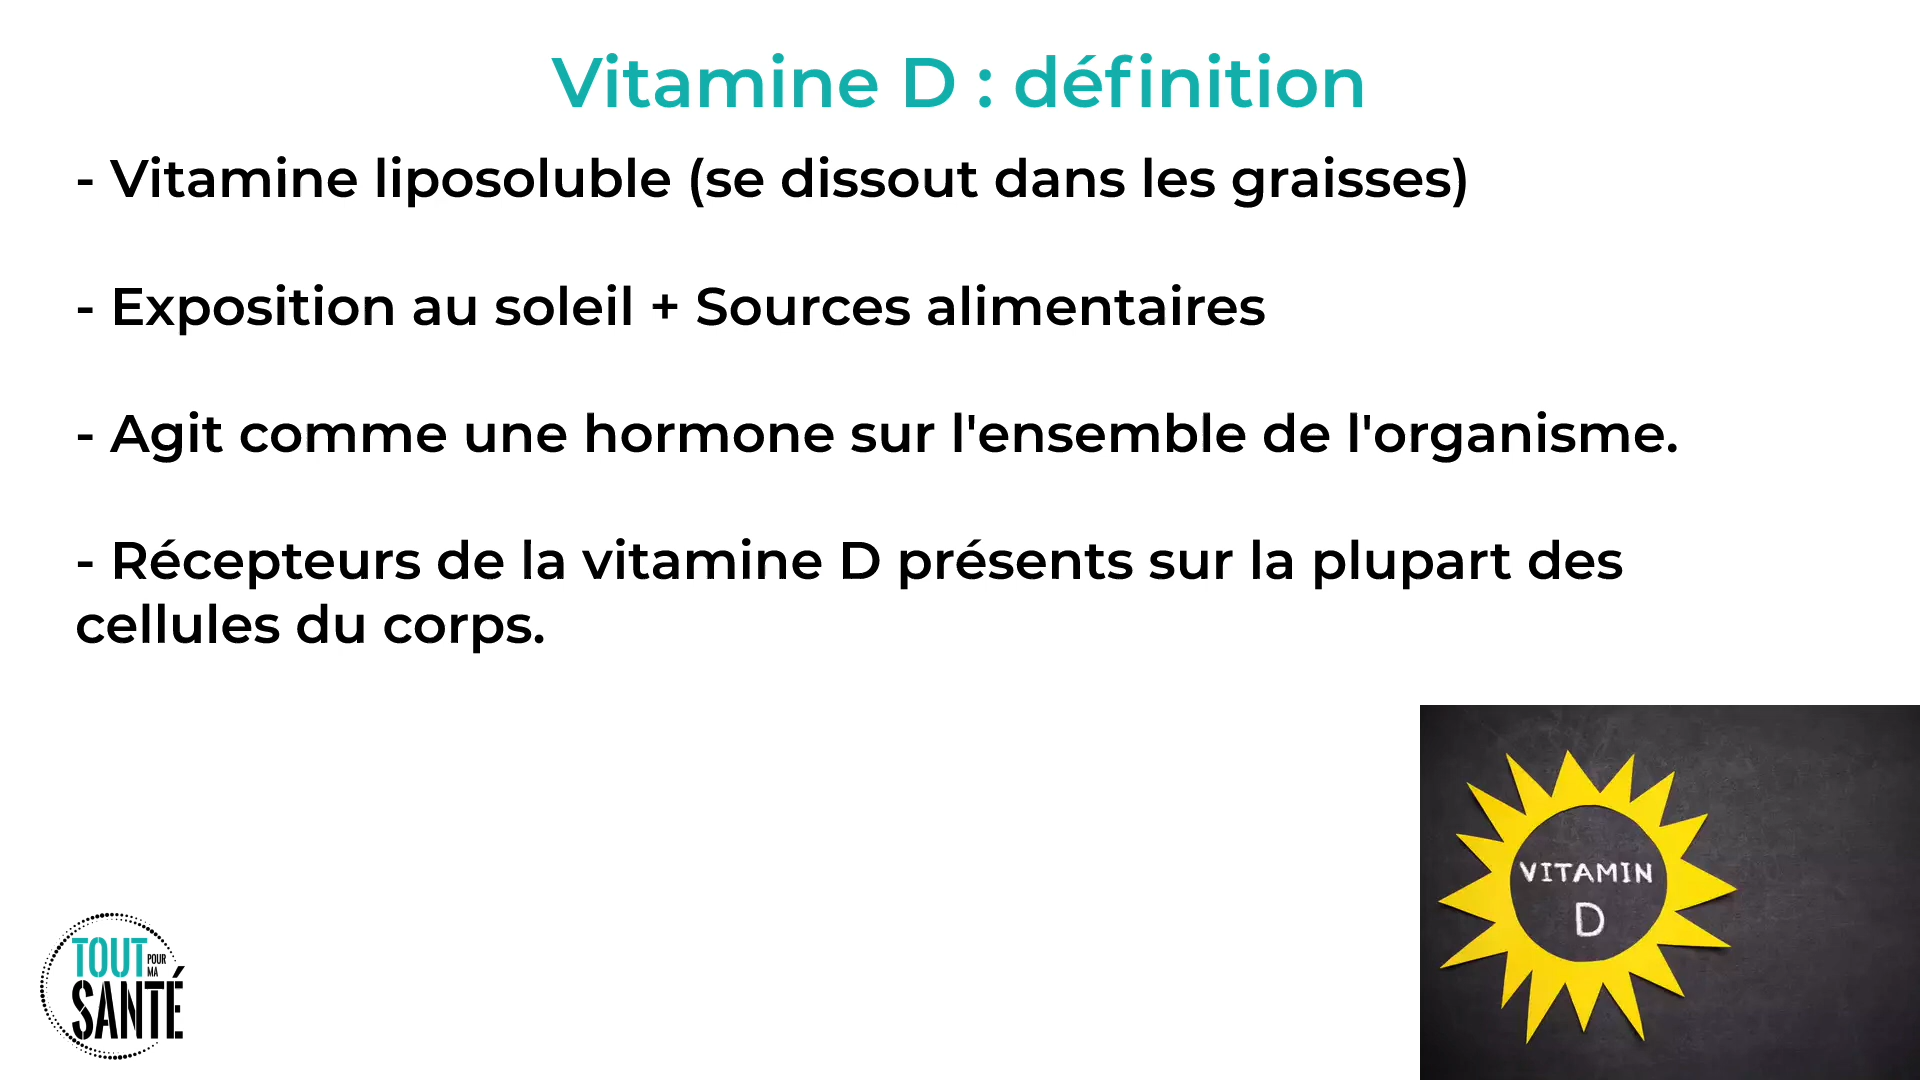 Vitamine D : définition
- Vitamine liposoluble (se dissout dans les graisses)
- Exposition au soleil + Sources alimentaires
- Agit comme une hormone sur l'ensemble de l'organisme.
- Récepteurs de la vitamine D présents sur la plupart des
cellules du corps.
VITAMIN
D
TOUT POUR
MA
SANTÉ